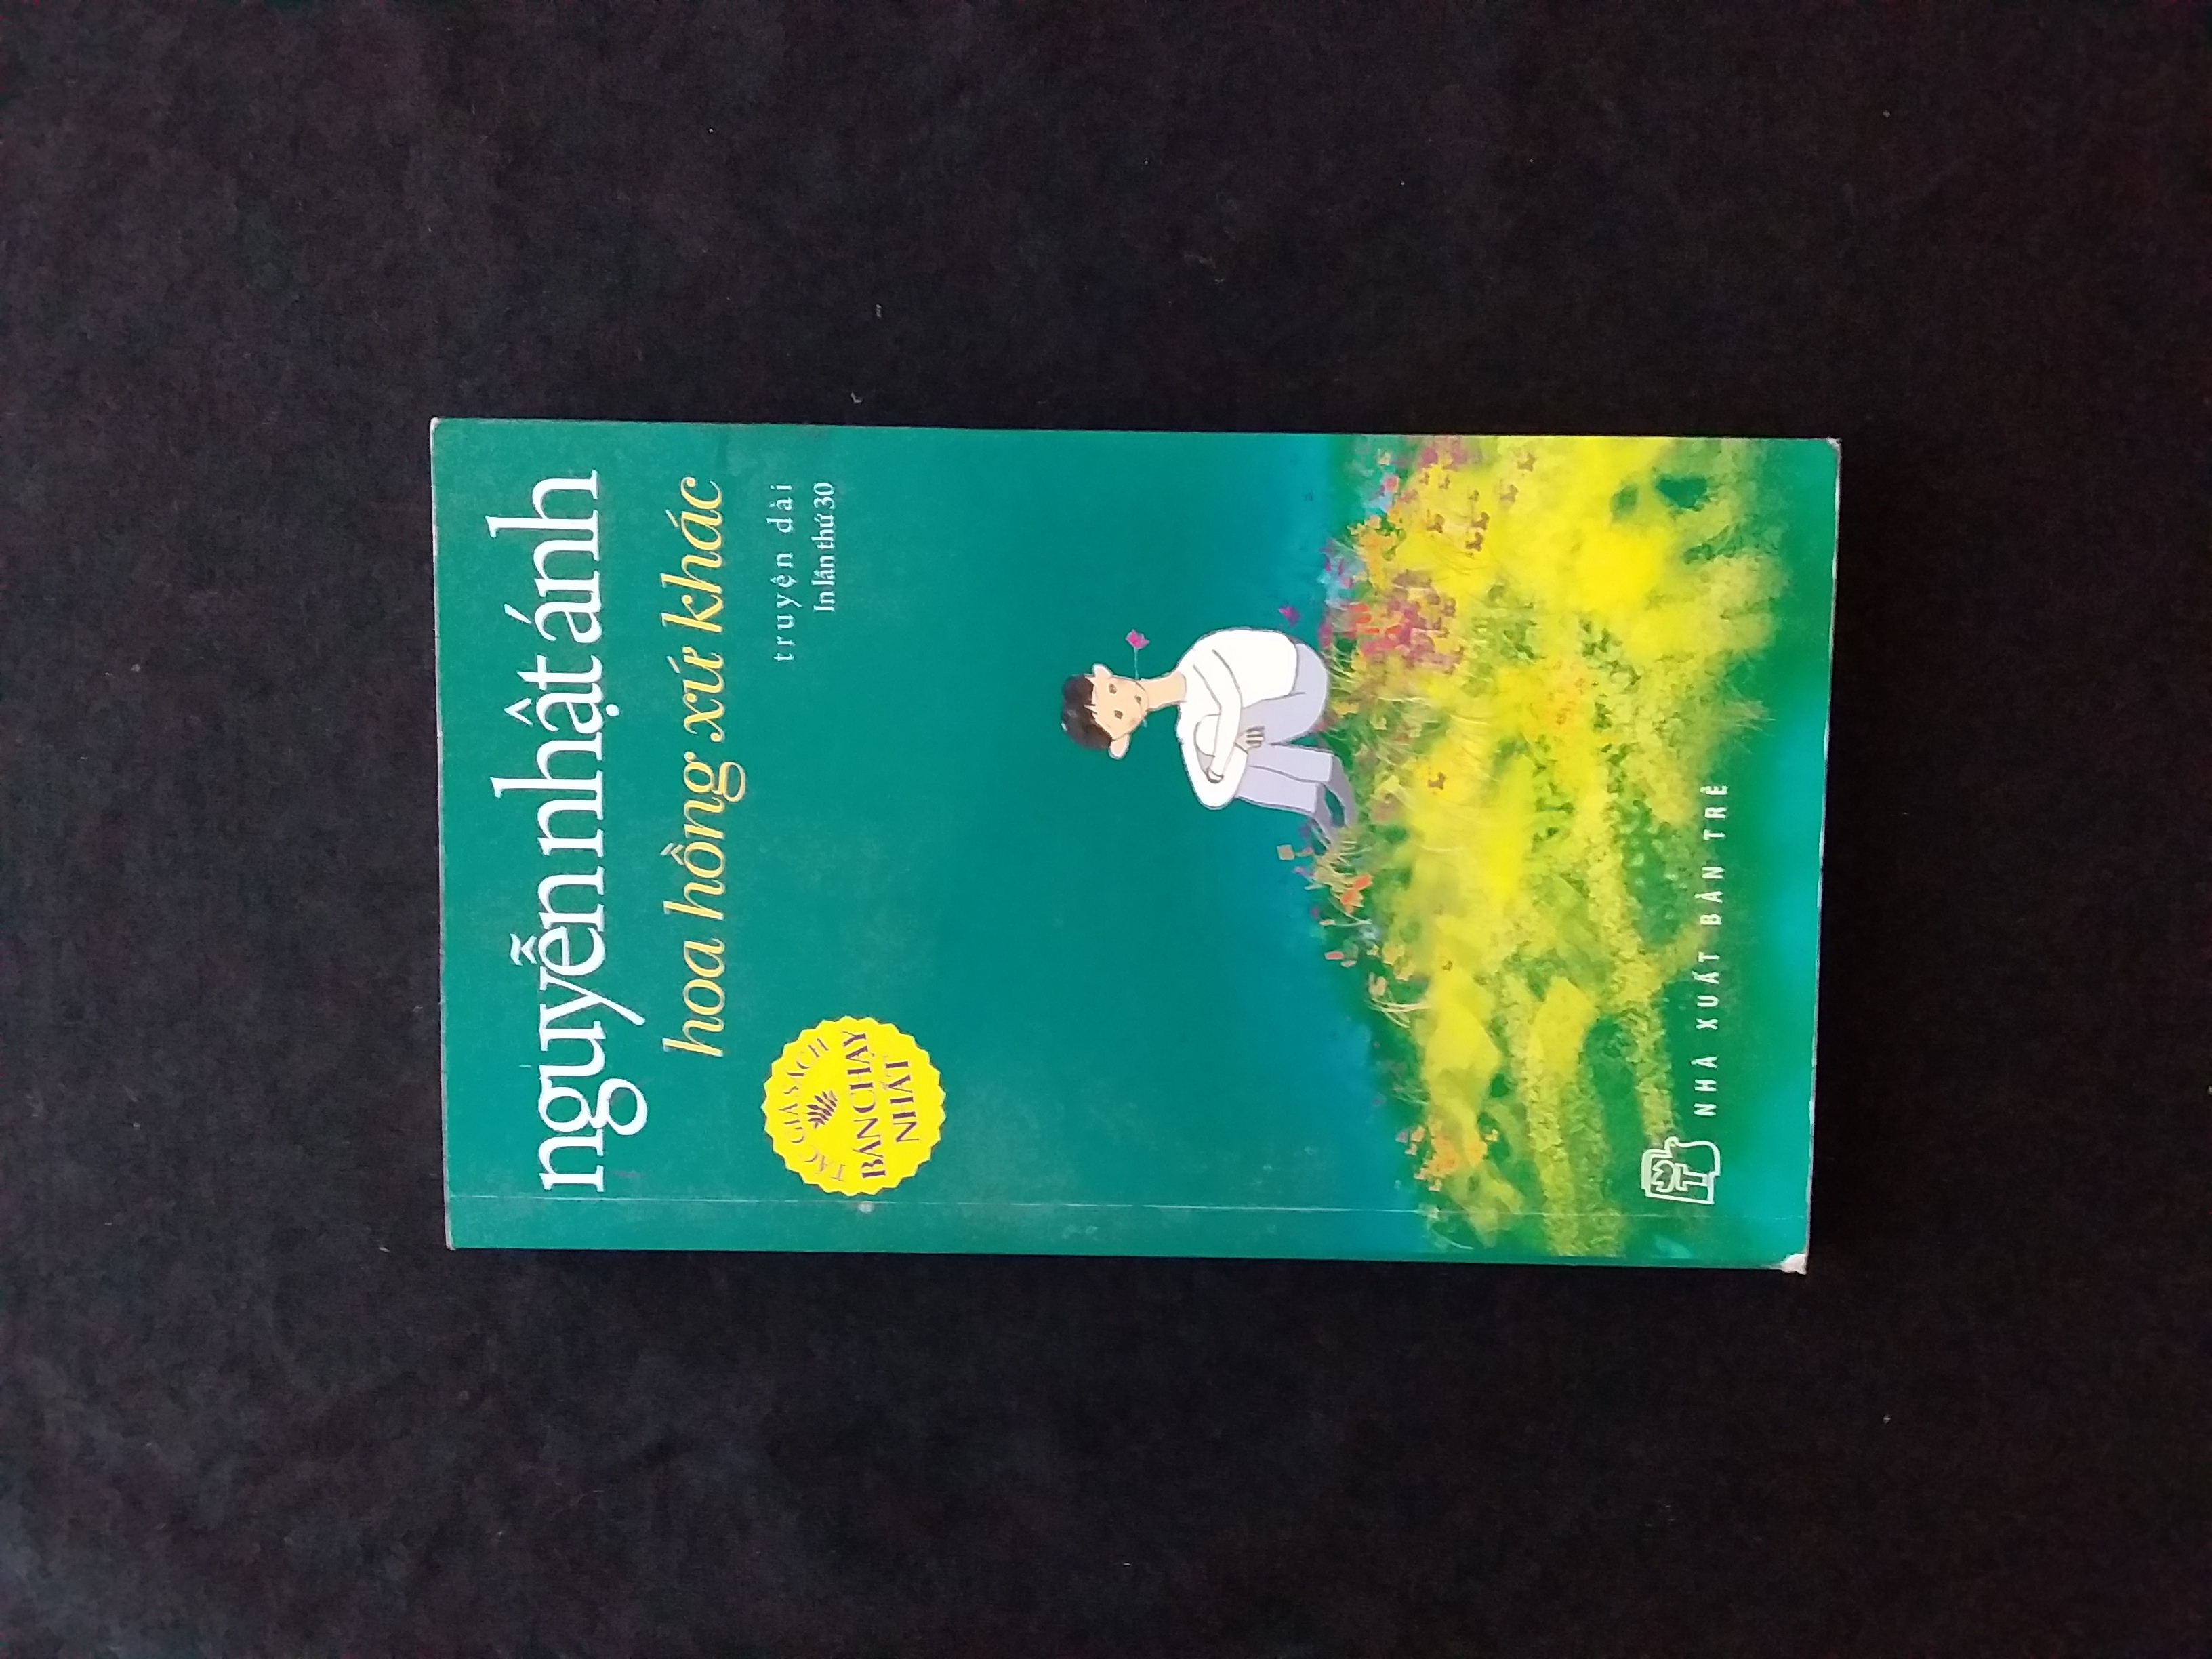 nguyễn nhật ánh
hoa hồng xứ khác
truyện dài
In lần thứ 30
TÁC GIẢ SÁCH
BÁN CHẠY
NHẤT
T
NHÀ XUẤT BẢN TRẺ